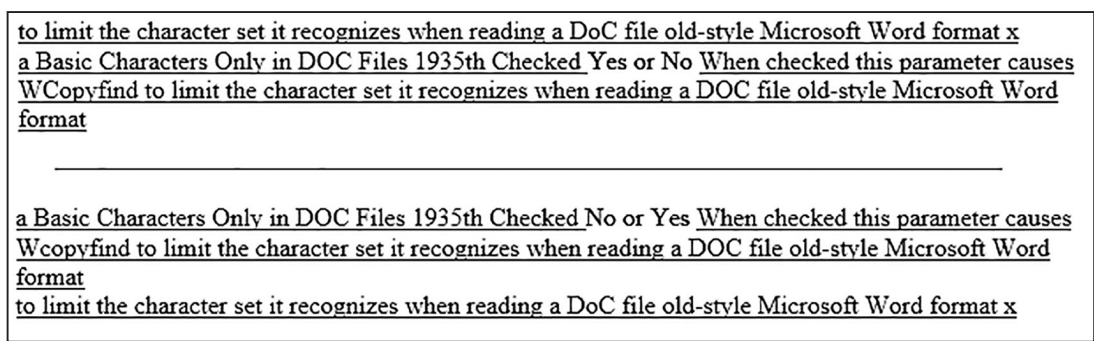 to limit the character set it recognizes when reading a DoC file old-style Microsoft Word format x
a Basic Characters Only in DOC Files 1935th Checked Yes or No When checked this parameter causes
WCopyfind to limit the character set it recognizes when reading a DOC file old-style Microsoft Word
format
a Basic Characters Only in DOC Files 1935th Checked No or Yes When checked this parameter causes
Wcopyfind to limit the character set it recognizes when reading a DOC file old-style Microsoft Word
format
to limit the character set it recognizes when reading a DoC file old-style Microsoft Word format x